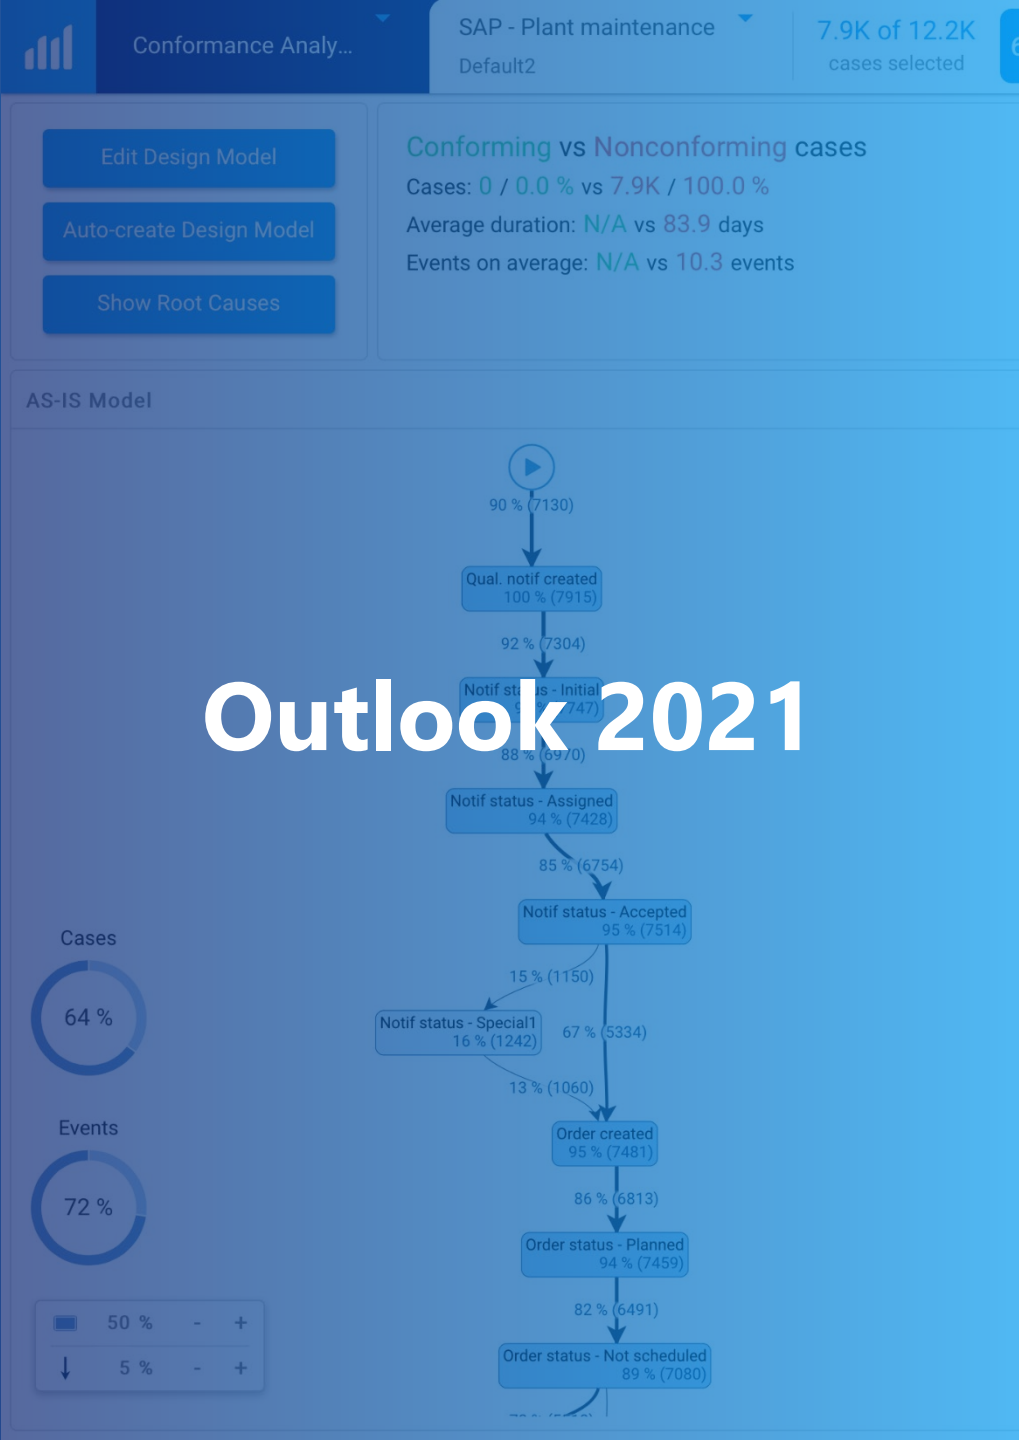 Conformance Analy...
SAP - Plant maintenance
Default2
7.9K of 12.2K
cases selected
6
Edit Design Model
Auto-create Design Model
Show Root Causes
Conforming vs Nonconforming cases
Cases: 0 / 0.0 % vs 7.9K / 100.0 %
Average duration: N/A vs 83.9 days
Events on average: N/A vs 10.3 events
AS-IS Model
90 % (7130)
Qual. notif created
100 % (7915)
92 % (7304)
Notif status - Initial
Outlook 2021
88 % (6970)
Notif status - Assigned
94 % (7428)
85 % (6754)
Notif status - Accepted
95 % (7514)
15 % (1150)
Notif status - Special1
16 % (1242)
67 % (5334)
13 % (1060)
Order created
95 % (7481)
86 % (6813)
Order status - Planned
94 % (7459)
82 % (6491)
Order status - Not scheduled
89 % (7080)
Cases
64 %
Events
72 %
50 % - +
5 % - +